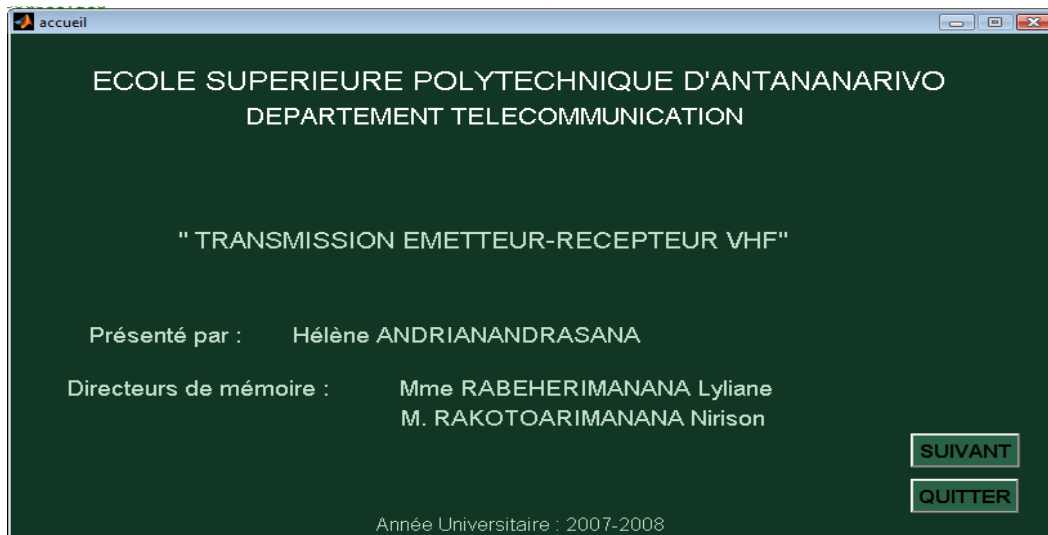 accueil
ECOLE SUPERIEURE POLYTECHNIQUE D'ANTANANARIVO
DEPARTEMENT TELECOMMUNICATION
" TRANSMISSION EMETTEUR-RECEPTEUR VHF"
Présenté par : Hélène ANDRIANANDRASANA
Directeurs de mémoire : Mme RABEHERIMANANA Lyliane
M. RAKOTOARIMANANA Nirison
SUIVANT
QUITTER
Année Universitaire : 2007-2008